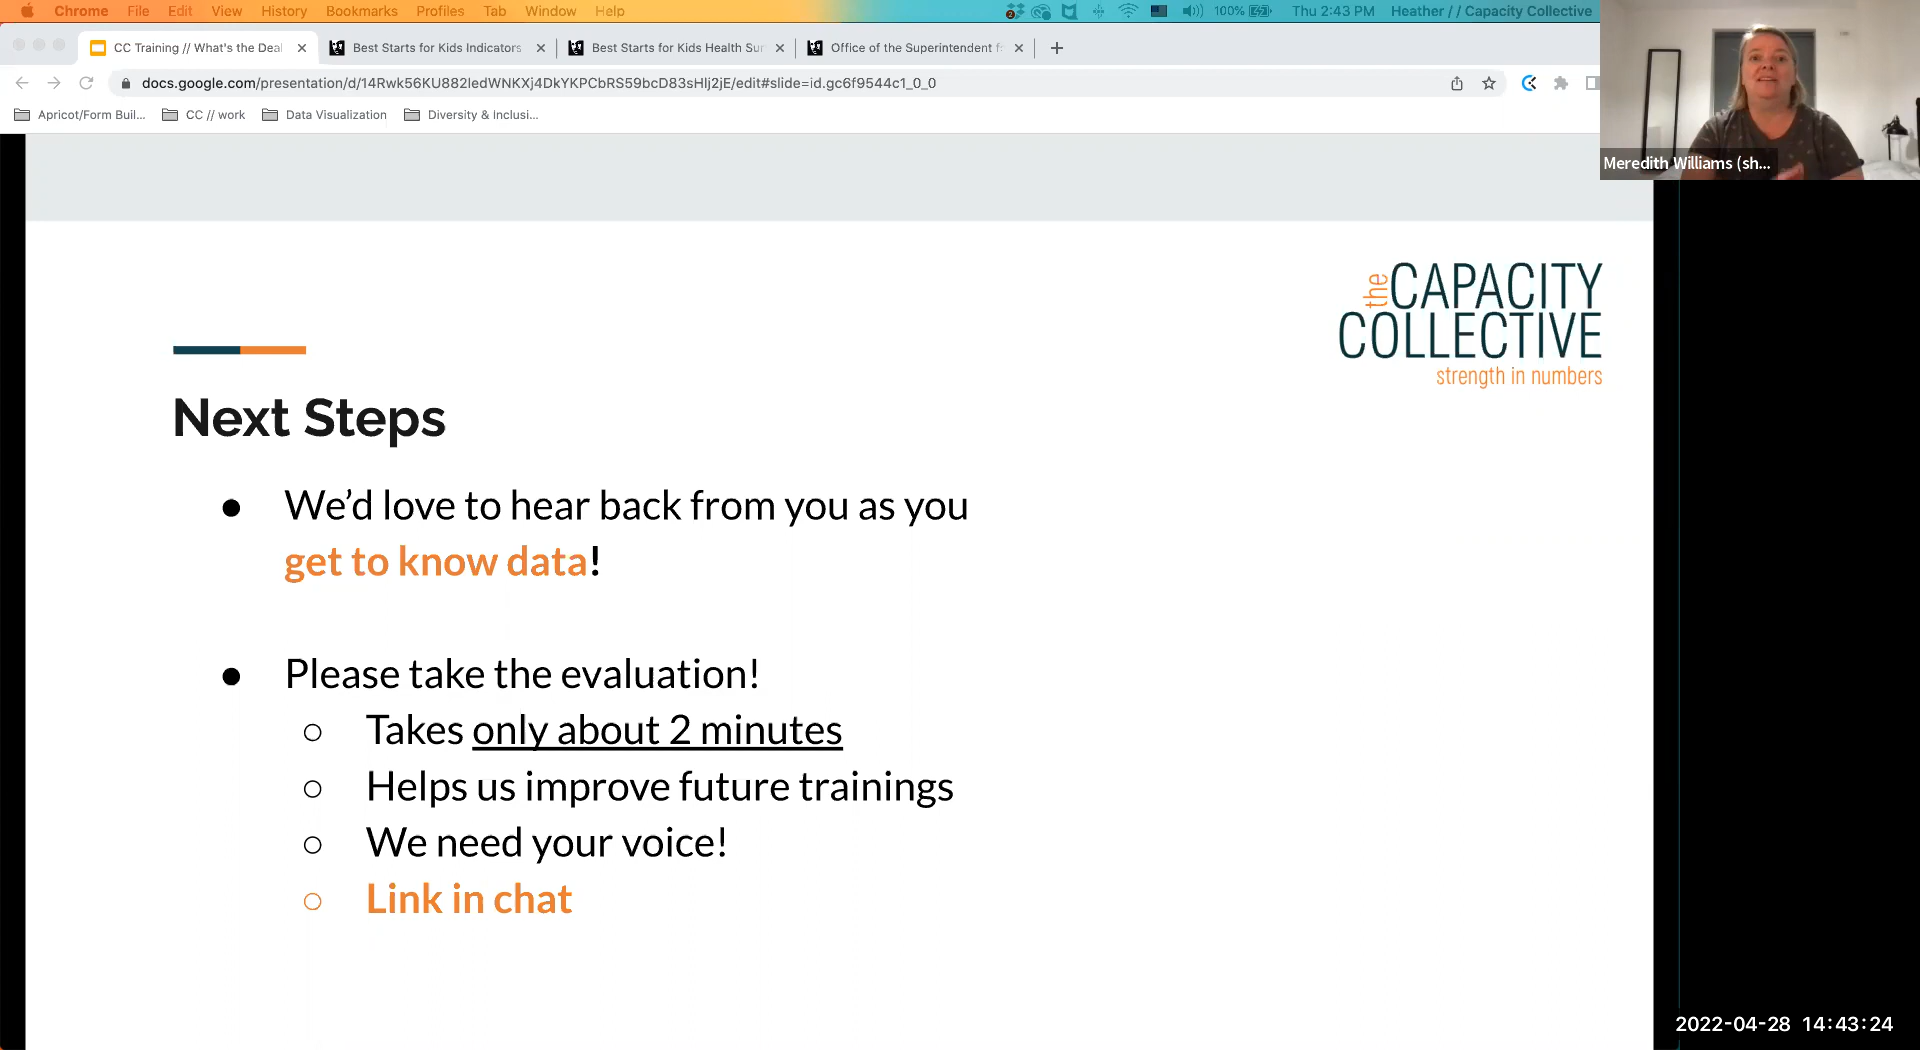 Chrome File Edit View History Bookmarks Profiles Tab Window Help
100% Thu 2:43 PM Heather // Capacity Collective
CC Training // What's the Deal
Best Starts for Kids Indicators
Best Starts for Kids Health Sur
Office of the Superintendent f
docs.google.com/presentation/d/14Rwk56KU882ledWNKXj4DkYKPCbRS59bcD83sHlj2jE/edit#slide=id.gc6f9544c1_0_0
Apricot/Form Buil...
CC // work
Data Visualization
Diversity & Inclusi...
Meredith Williams (sh...
the CAPACITY
COLLECTIVE
strength in numbers
Next Steps
● We'd love to hear back from you as you
get to know data!
● Please take the evaluation!
○ Takes only about 2 minutes
○ Helps us improve future trainings
○ We need your voice!
○ Link in chat
2022-04-28 14:43:24